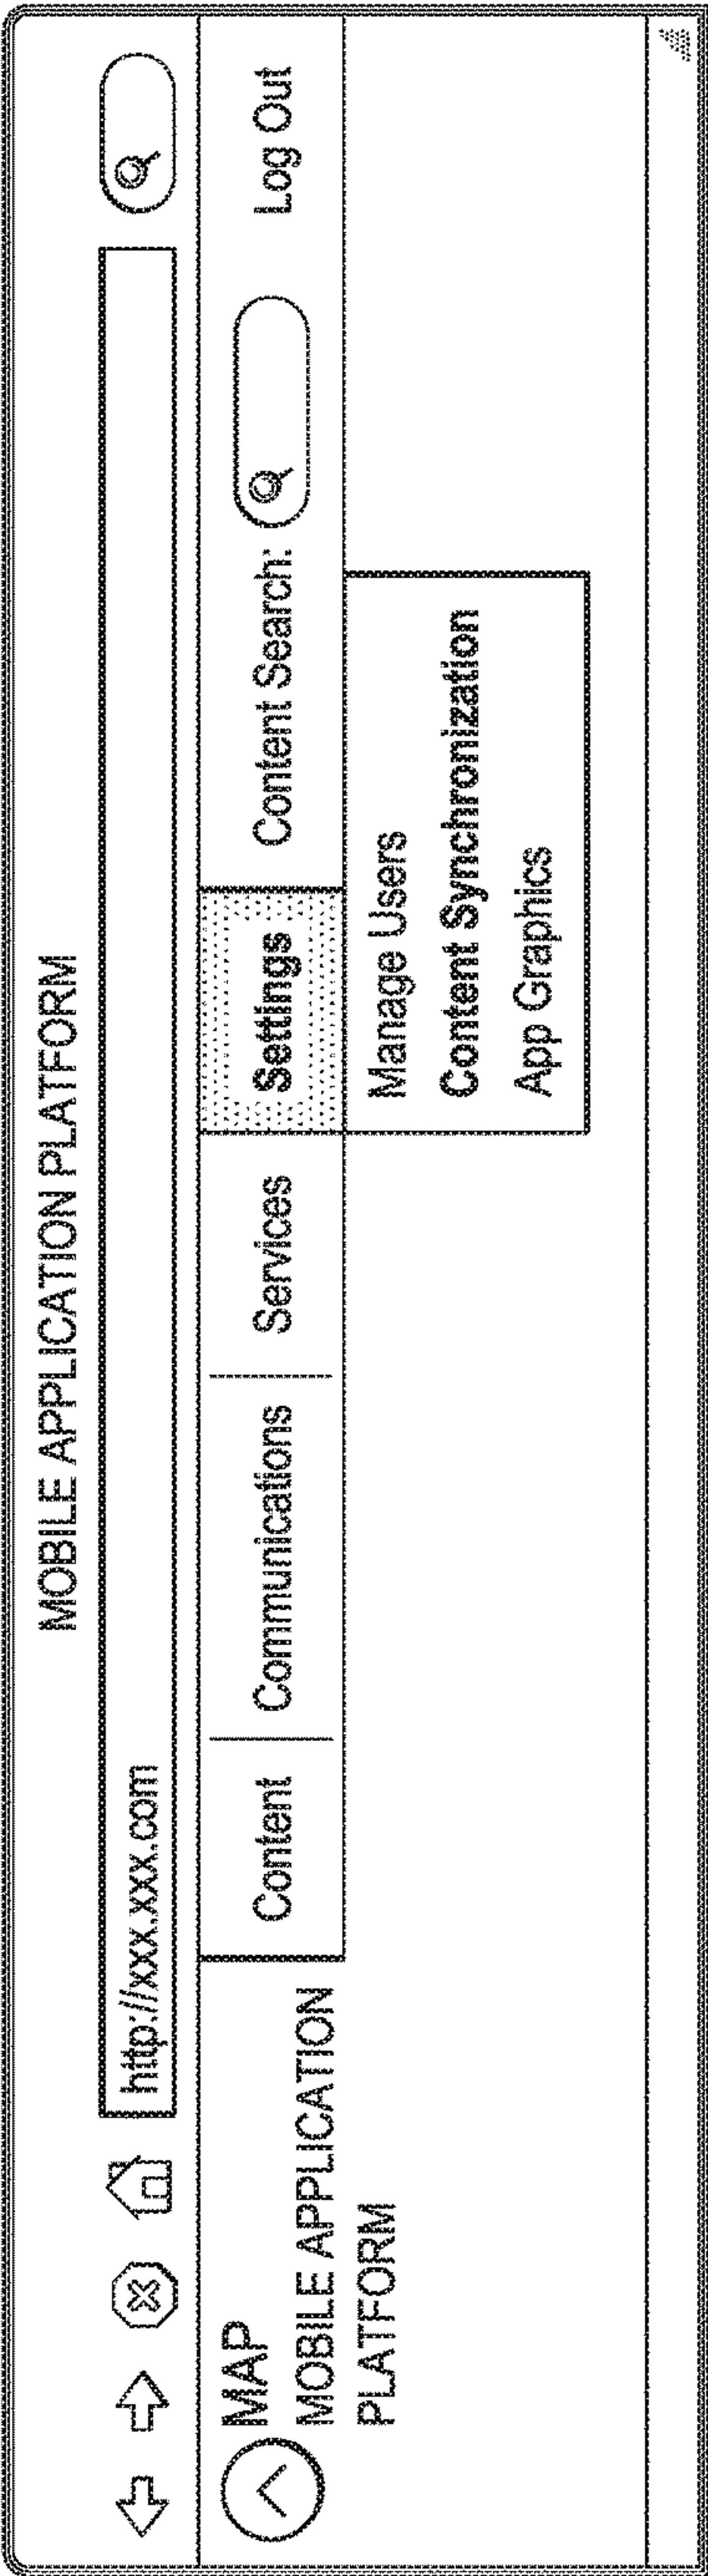 MOBILE APPLICATION PLATFORM
http://xxx.xxx.com
MAP
MOBILE APPLICATION
PLATFORM
Content
Communications
Services
Settings
Content Search:
Log Out
Manage Users
Content Synchronization
App Graphics